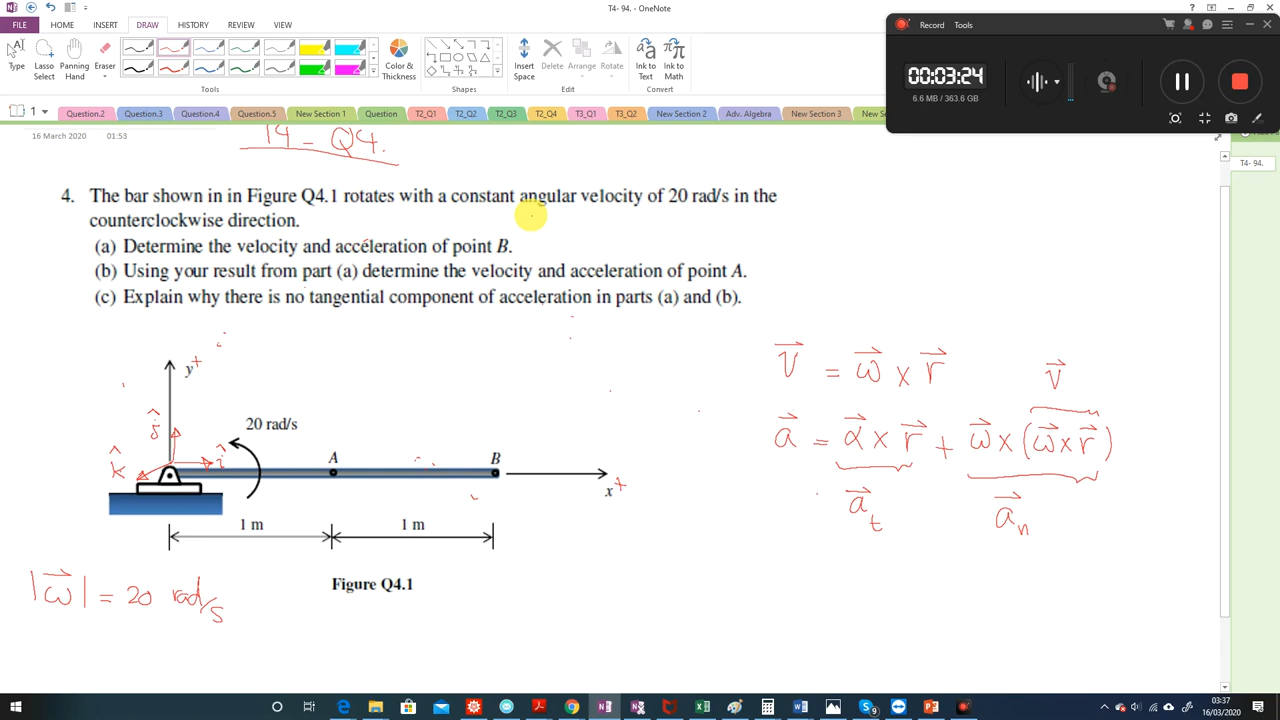 T4- 94. - OneNote
FILE HOME INSERT DRAW HISTORY REVIEW VIEW
Type
Lasso Select
Panning Hand
Eraser
Color & Thickness
Insert Space
Delete
Arrange
Rotate
Ink to Text
Ink to Math
Tools
Shapes
Edit
Convert
Record Tools
00:03:24
6.6 MB / 363.6 GB
1
Question.2 Question.3 Question.4 Question.5 New Section 1 Question T2_Q1 T2_Q2 T2_Q3 T2_Q4 T3_Q1 T3_Q2 New Section 2 Adv. Algebra New Section 3 New Se
T4- 94.
16 March 2020 01:53
T4 - Q4.
4. The bar shown in in Figure Q4.1 rotates with a constant angular velocity of 20 rad/s in the
counterclockwise direction.
(a) Determine the velocity and acceleration of point B.
(b) Using your result from part (a) determine the velocity and acceleration of point A.
(c) Explain why there is no tangential component of acceleration in parts (a) and (b).
y+
20 rad/s
ĵ
k̂
î
A
B
x+
1 m
1 m
Figure Q4.1
|ω⃗| = 20 rad/s
v⃗ = ω⃗ × r⃗
v⃗
a⃗ = α⃗ × r⃗ + ω⃗ × (ω⃗ × r⃗)
a⃗t
a⃗n
03:37
16/03/2020